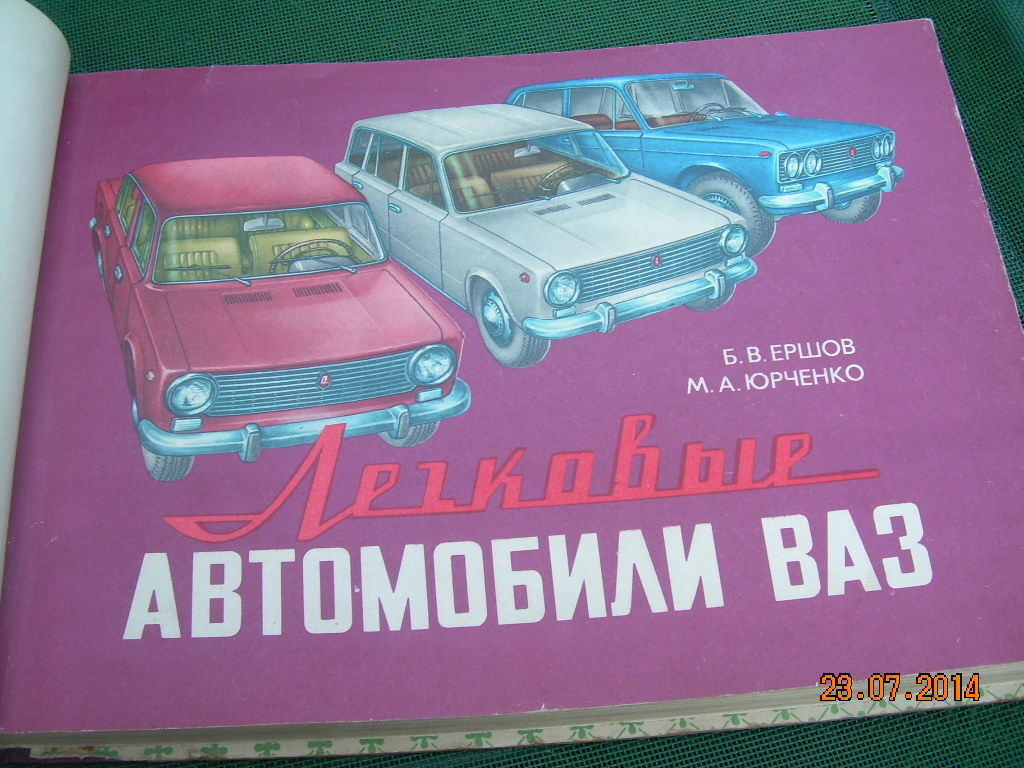 Б. В. ЕРШОВ
М. А. ЮРЧЕНКО
Легковые
АВТОМОБИЛИ ВАЗ
23.07.2014